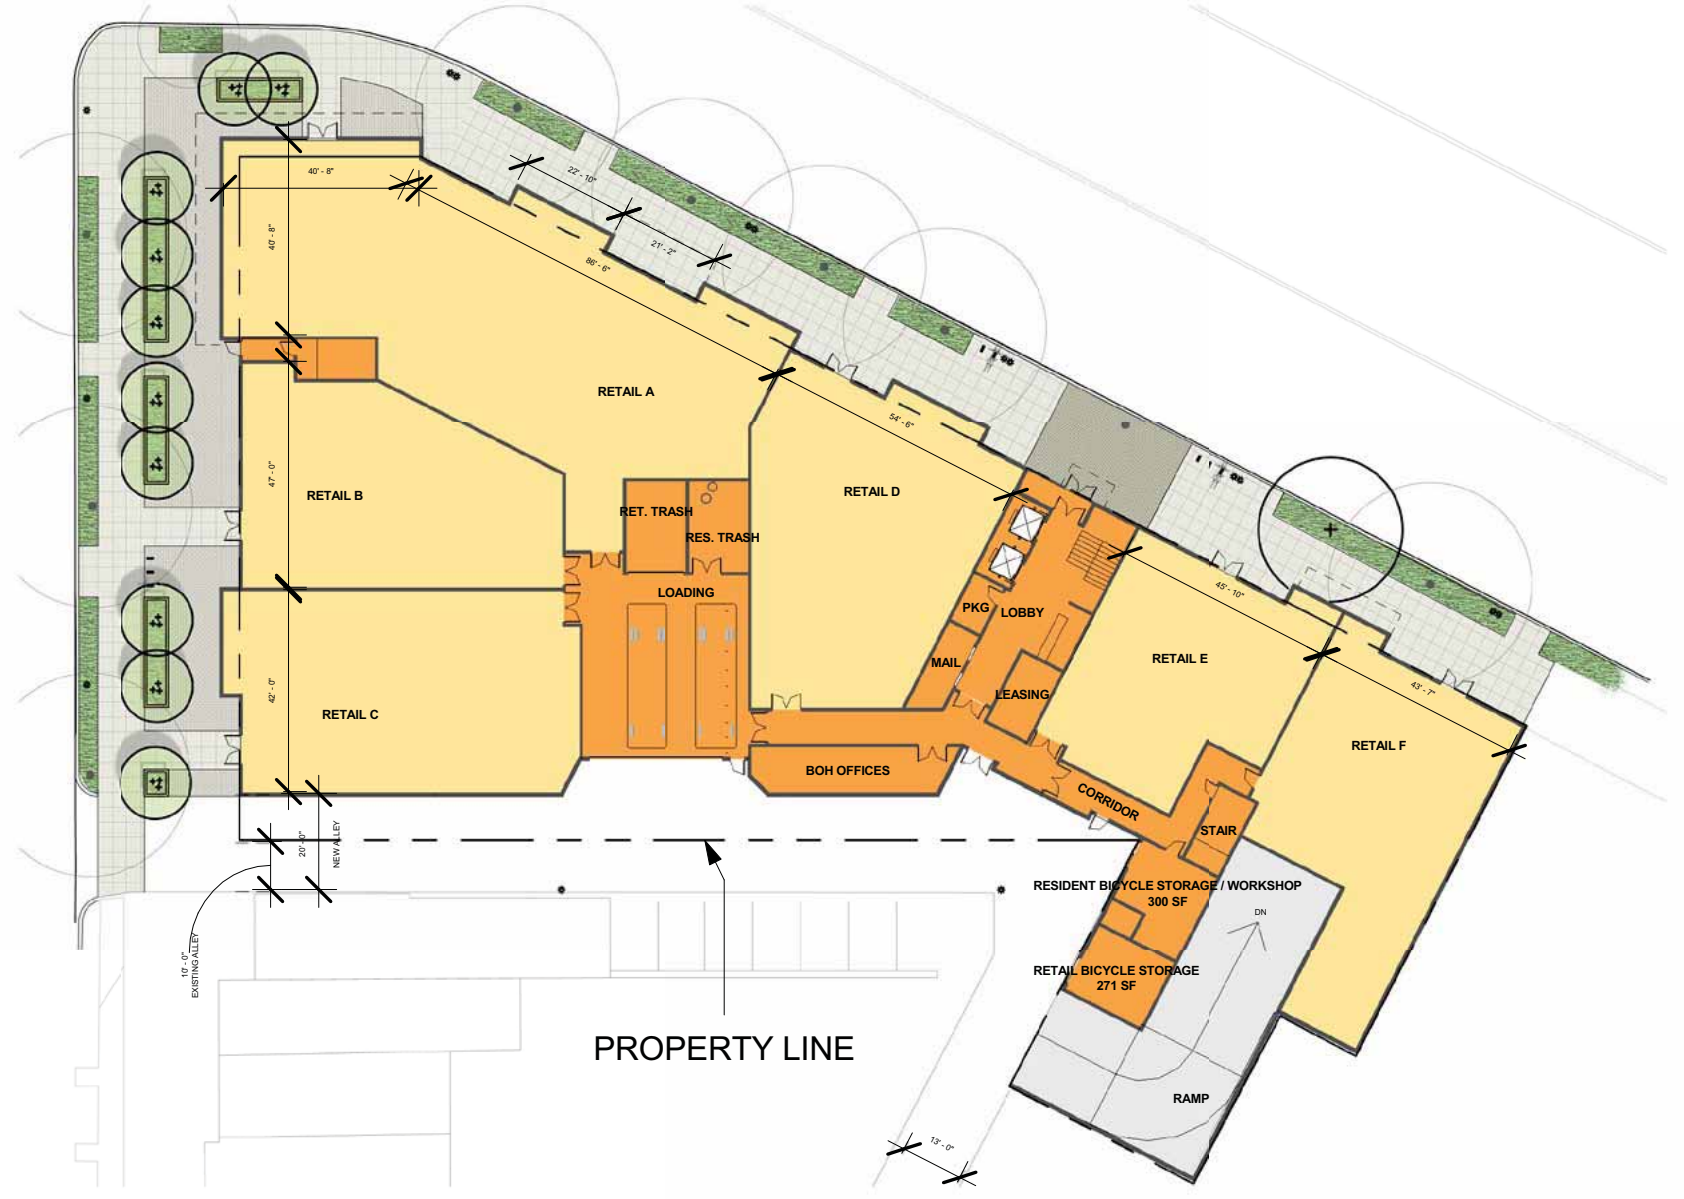 40' - 8"
22' - 10"
40' - 8"
21' - 2"
86' - 6"
RETAIL A
54' - 6"
47' - 0"
RETAIL B
RETAIL D
RET. TRASH
RES. TRASH
LOADING
45' - 10"
PKG
LOBBY
MAIL
RETAIL E
LEASING
43' - 7"
42' - 0"
RETAIL C
RETAIL F
BOH OFFICES
CORRIDOR
STAIR
20' - 0"
NEW ALLEY
RESIDENT BICYCLE STORAGE / WORKSHOP
300 SF
DN
10' - 0"
EXISTING ALLEY
RETAIL BICYCLE STORAGE
271 SF
PROPERTY LINE
RAMP
13' - 0"